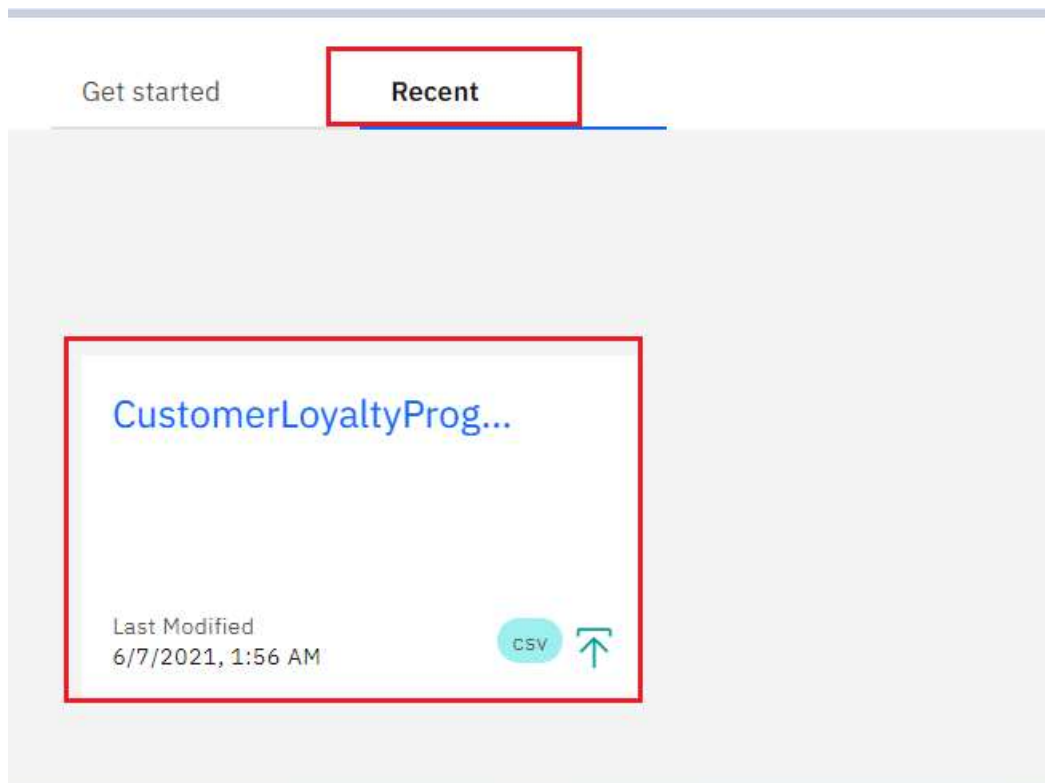 Get started
Recent
CustomerLoyaltyProg...
Last Modified
6/7/2021, 1:56 AM
csv